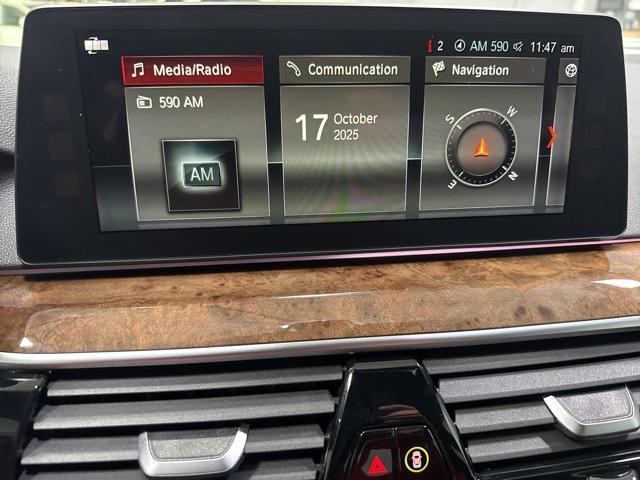 2 AM 590 11:47 am
Media/Radio
Communication
Navigation
590 AM
AM
17 October
2025
S W
E N